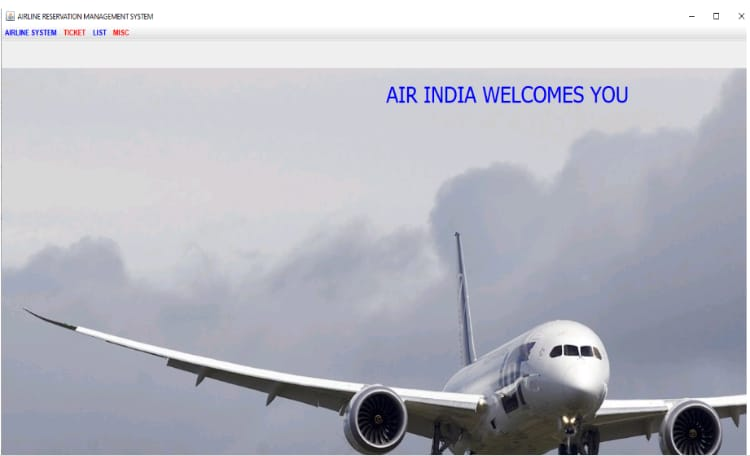 AIRLINE RESERVATION MANAGEMENT SYSTEM
AIRLINE SYSTEM TICKET LIST MISC
AIR INDIA WELCOMES YOU